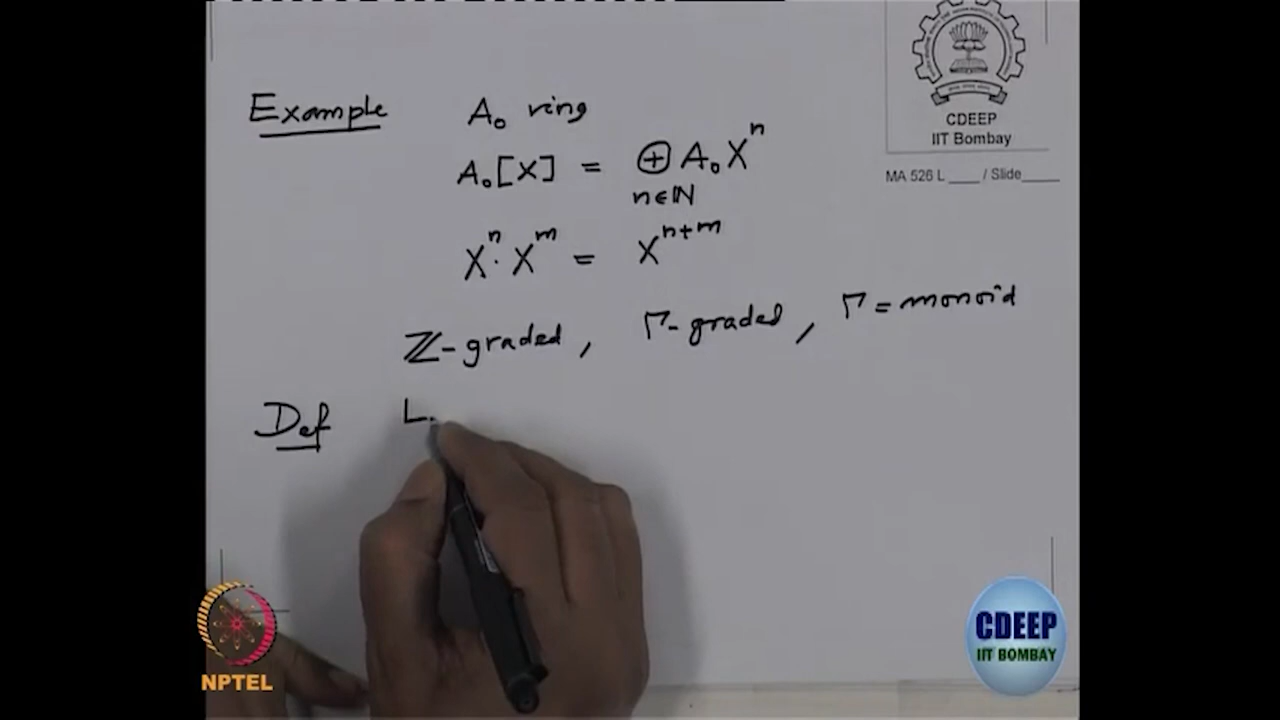 CDEEP
IIT Bombay
MA 526 L ____ / Slide____
Example A₀ ring
A₀[X] = ⊕ A₀Xⁿ
n∈ℕ
Xⁿ · Xᵐ = Xⁿ⁺ᵐ
ℤ-graded, Γ-graded, Γ = monoid
Def L
NPTEL
CDEEP
IIT BOMBAY